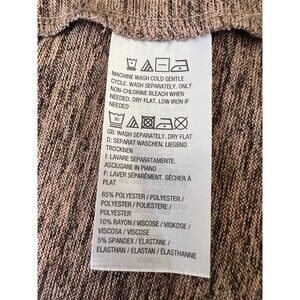 MACHINE WASH COLD GENTLE
CYCLE. WASH SEPARATELY. ONLY
NON-CHLORINE BLEACH WHEN
NEEDED. DRY FLAT. LOW IRON IF
NEEDED
30
GB: WASH SEPARATELY. DRY FLAT
D: SEPARAT WASCHEN. LIEGEND
TROCKNEN
I: LAVARE SEPARATAMENTE.
ASCIUGARE IN PIANO
F: LAVER SÉPARÉMENT. SÉCHER À
PLAT
85% POLYESTER / POLYESTER /
POLYESTER / POLIESTERE /
POLYESTER
10% RAYON / VISCOSE / VISKOSE /
VISCOSA / VISCOSE
5% SPANDEX / ELASTANE /
ELASTHAN / ELASTAN / ÉLASTHANNE